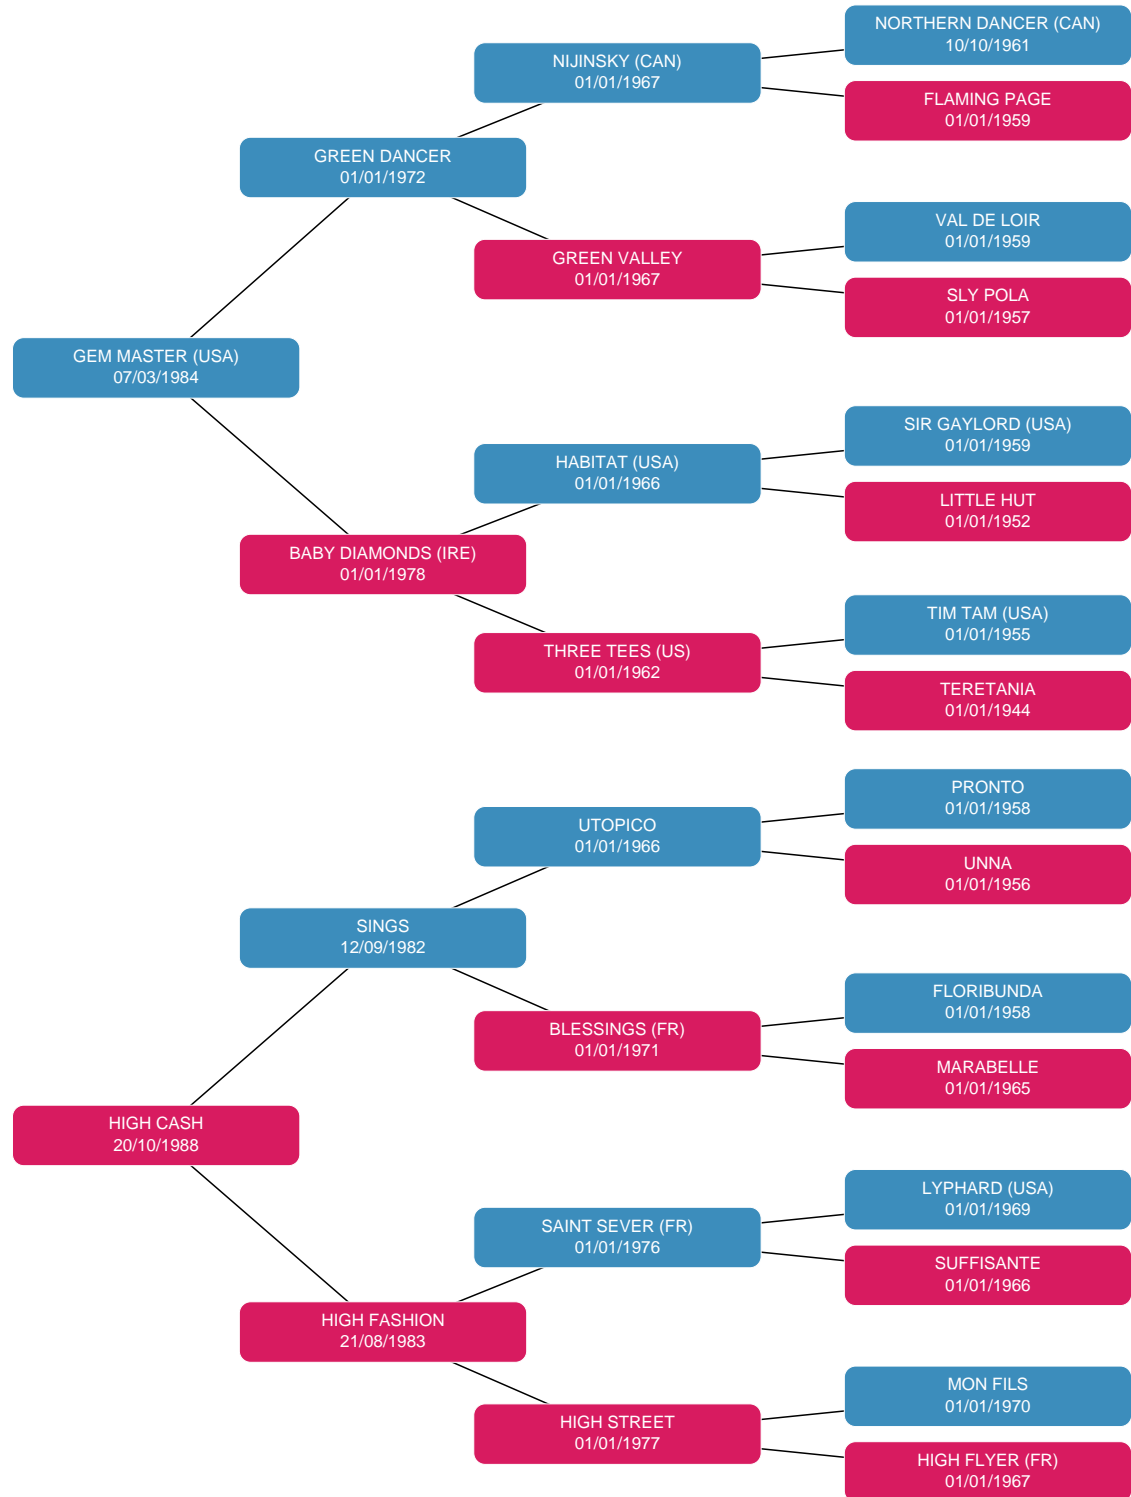 NORTHERN DANCER (CAN)
10/10/1961
NIJINSKY (CAN)
01/01/1967
FLAMING PAGE
01/01/1959
GREEN DANCER
01/01/1972
VAL DE LOIR
01/01/1959
GREEN VALLEY
01/01/1967
SLY POLA
01/01/1957
GEM MASTER (USA)
07/03/1984
SIR GAYLORD (USA)
01/01/1959
HABITAT (USA)
01/01/1966
LITTLE HUT
01/01/1952
BABY DIAMONDS (IRE)
01/01/1978
TIM TAM (USA)
01/01/1955
THREE TEES (US)
01/01/1962
TERETANIA
01/01/1944
PRONTO
01/01/1958
UTOPICO
01/01/1966
UNNA
01/01/1956
SINGS
12/09/1982
FLORIBUNDA
01/01/1958
BLESSINGS (FR)
01/01/1971
MARABELLE
01/01/1965
HIGH CASH
20/10/1988
LYPHARD (USA)
01/01/1969
SAINT SEVER (FR)
01/01/1976
SUFFISANTE
01/01/1966
HIGH FASHION
21/08/1983
MON FILS
01/01/1970
HIGH STREET
01/01/1977
HIGH FLYER (FR)
01/01/1967